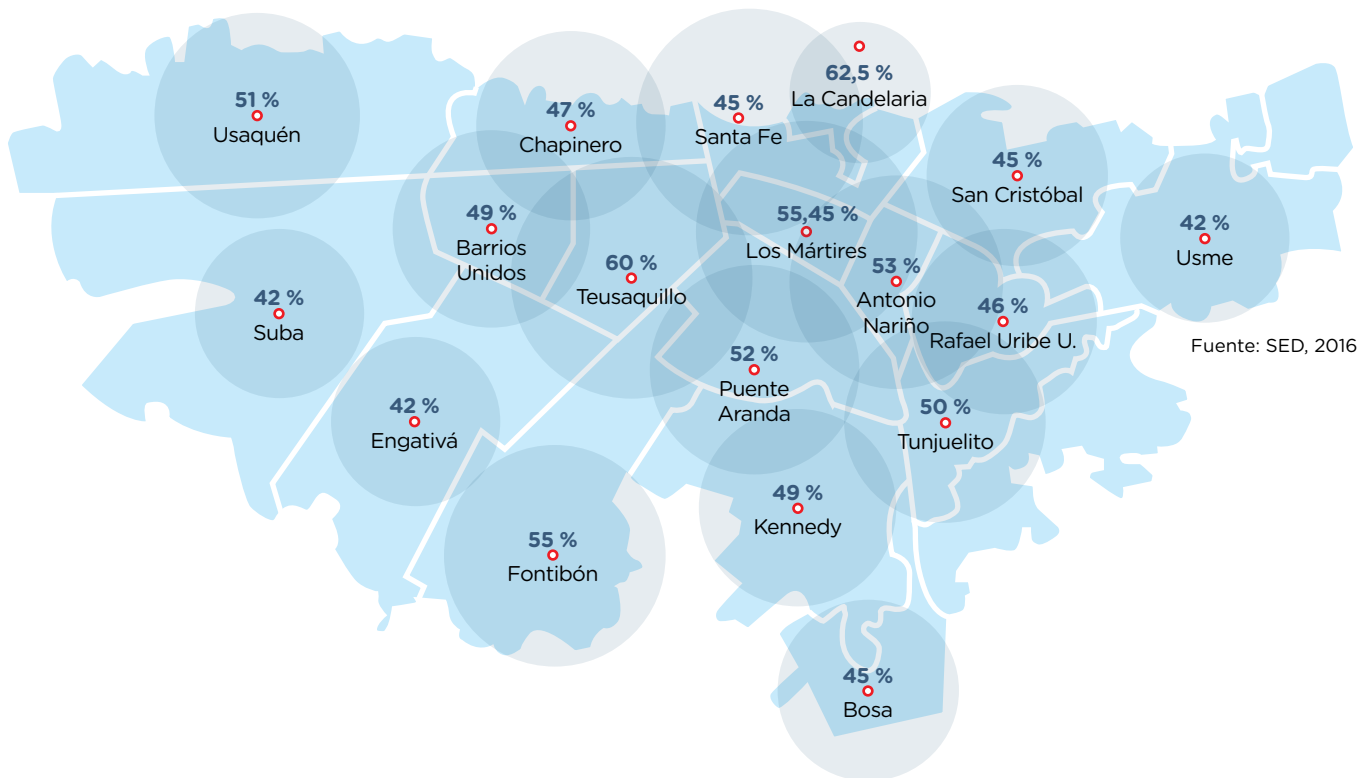 62,5 %
La Candelaria
51 %
Usaquén
47 %
Chapinero
45 %
Santa Fe
45 %
San Cristóbal
49 %
Barrios
Unidos
55,45 %
Los Mártires
42 %
Usme
60 %
Teusaquillo
53 %
Antonio
Nariño
42 %
Suba
46 %
Rafael Uribe U.
Fuente: SED, 2016
52 %
Puente
Aranda
42 %
Engativá
50 %
Tunjuelito
49 %
Kennedy
55 %
Fontibón
45 %
Bosa